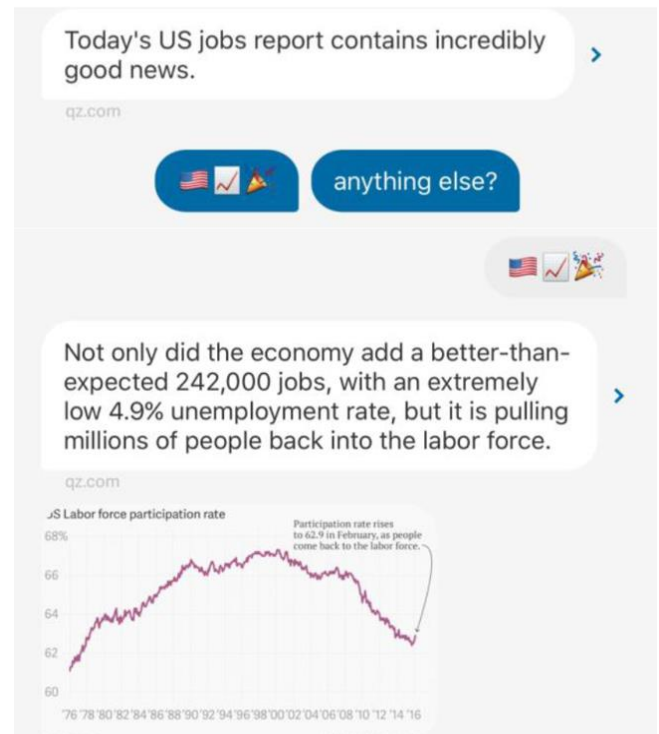 Today's US jobs report contains incredibly
good news.
qz.com
🇺🇸📈🎉 anything else?
🇺🇸📈🎉
Not only did the economy add a better-than-
expected 242,000 jobs, with an extremely
low 4.9% unemployment rate, but it is pulling
millions of people back into the labor force.
qz.com
US Labor force participation rate
Participation rate rises
to 62.9 in February, as people
come back to the labor force.
68%
66
64
62
60
'76 '78 '80 '82 '84 '86 '88 '90 '92 '94 '96 '98 '00 '02 '04 '06 '08 '10 '12 '14 '16